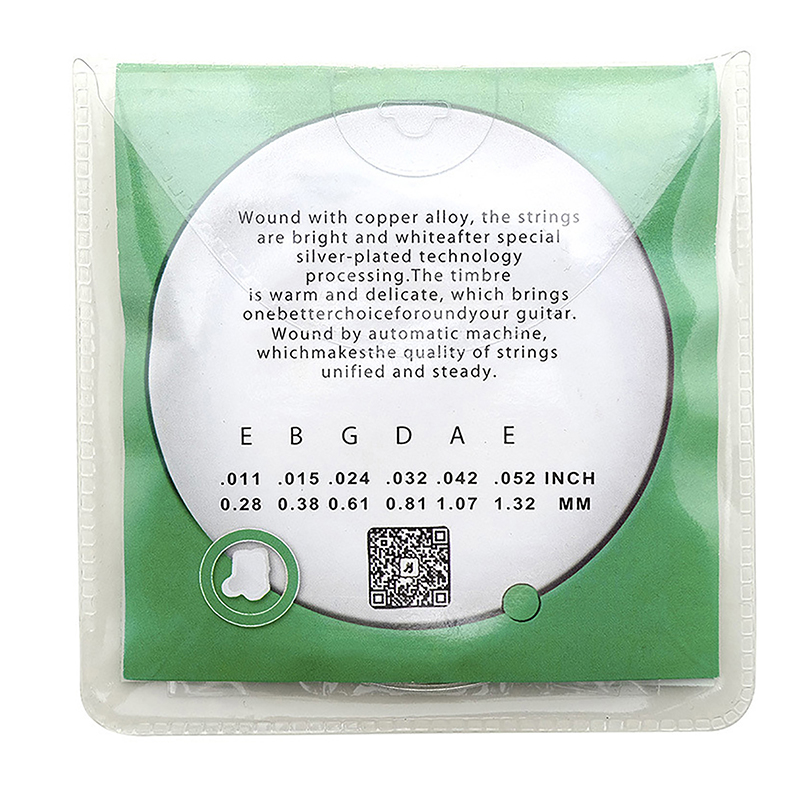 Wound with copper alloy, the strings
are bright and whiteafter special
silver-plated technology
processing.The timbre
is warm and delicate, which brings
onebetterchoiceforoundyour guitar.
Wound by automatic machine,
whichmakesthe quality of strings
unified and steady.
E B G D A E
.011 .015 .024 .032 .042 .052 INCH
0.28 0.38 0.61 0.81 1.07 1.32 MM